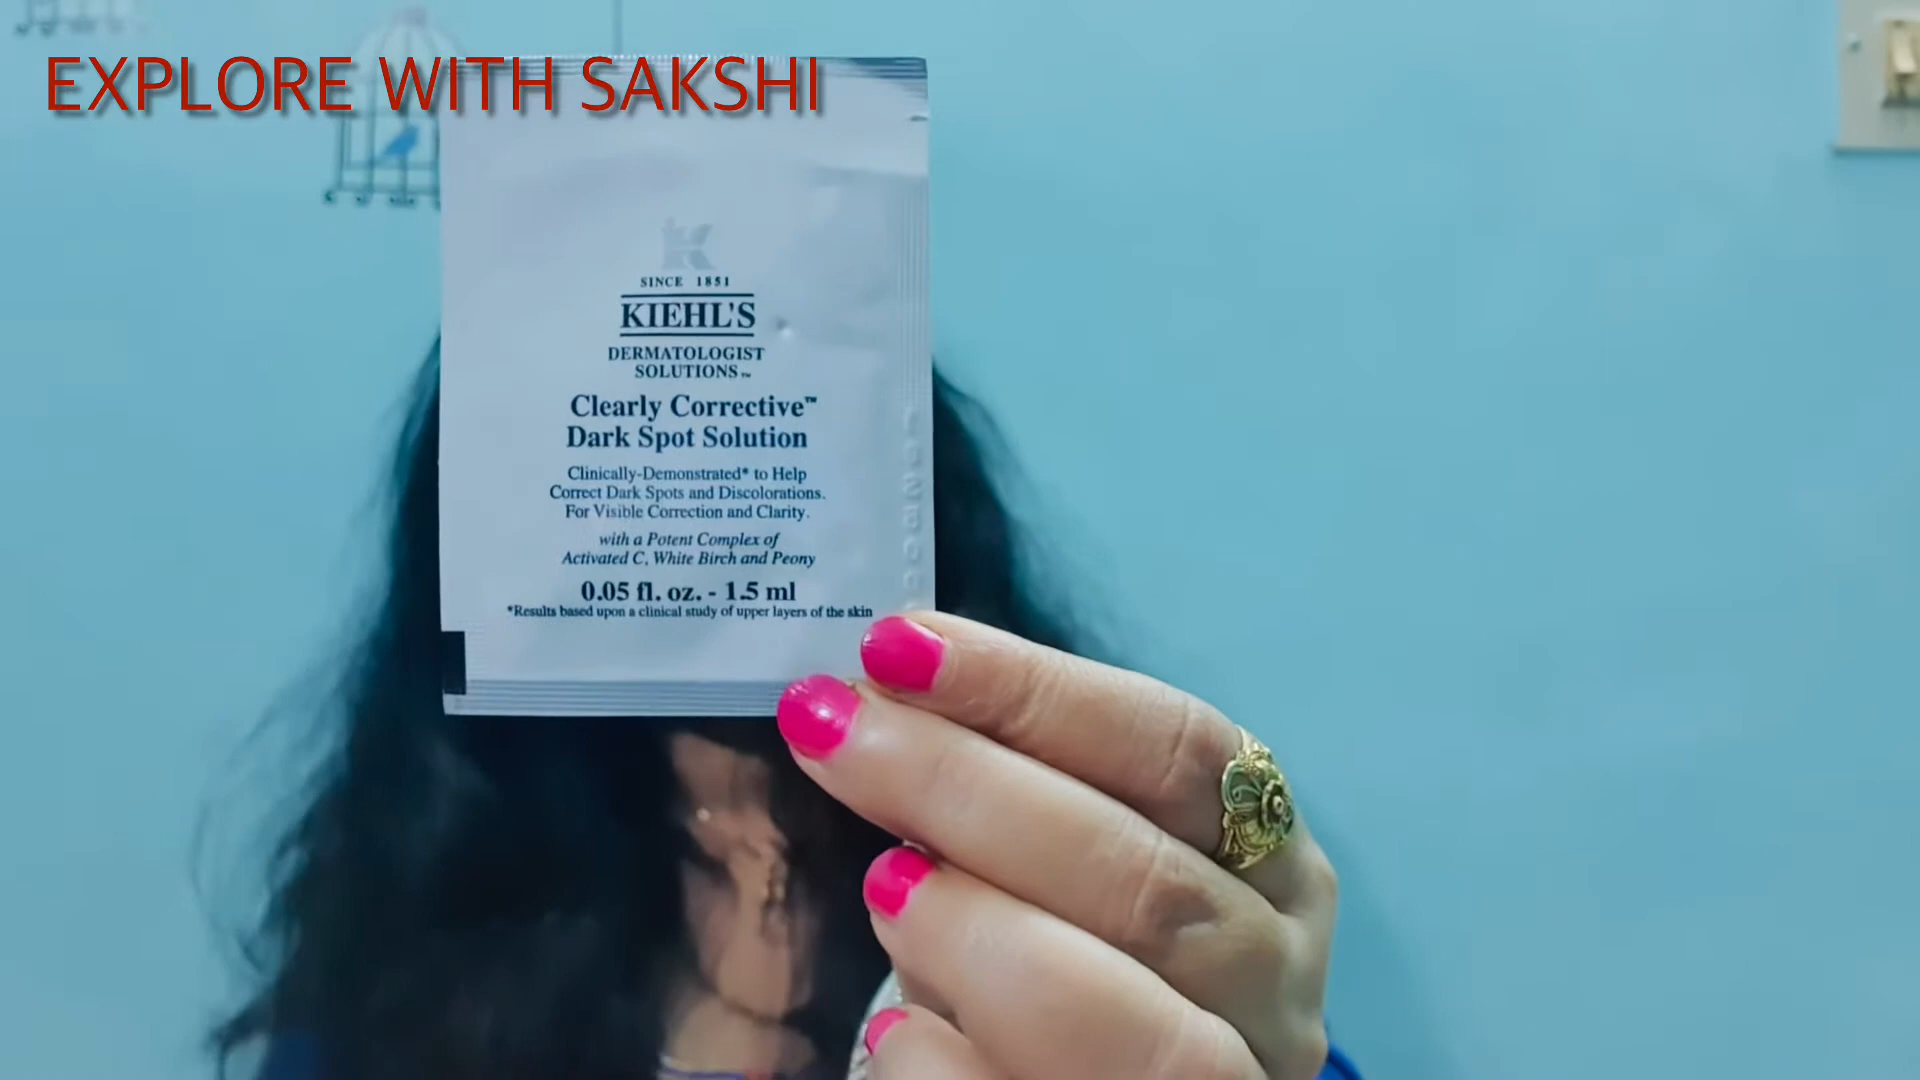 EXPLORE WITH SAKSHI
SINCE 1851
KIEHL'S
DERMATOLOGIST
SOLUTIONS™
Clearly Corrective™
Dark Spot Solution
Clinically-Demonstrated* to Help
Correct Dark Spots and Discolorations.
For Visible Correction and Clarity.
with a Potent Complex of
Activated C, White Birch and Peony
0.05 fl. oz. - 1.5 ml
*Results based upon a clinical study of upper layers of the skin